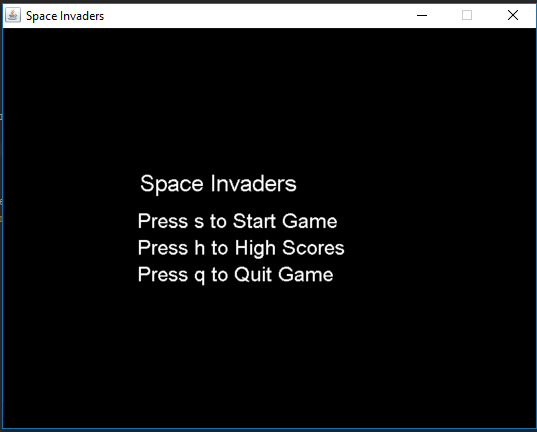 Space Invaders
Space Invaders
Press s to Start Game
Press h to High Scores
Press q to Quit Game